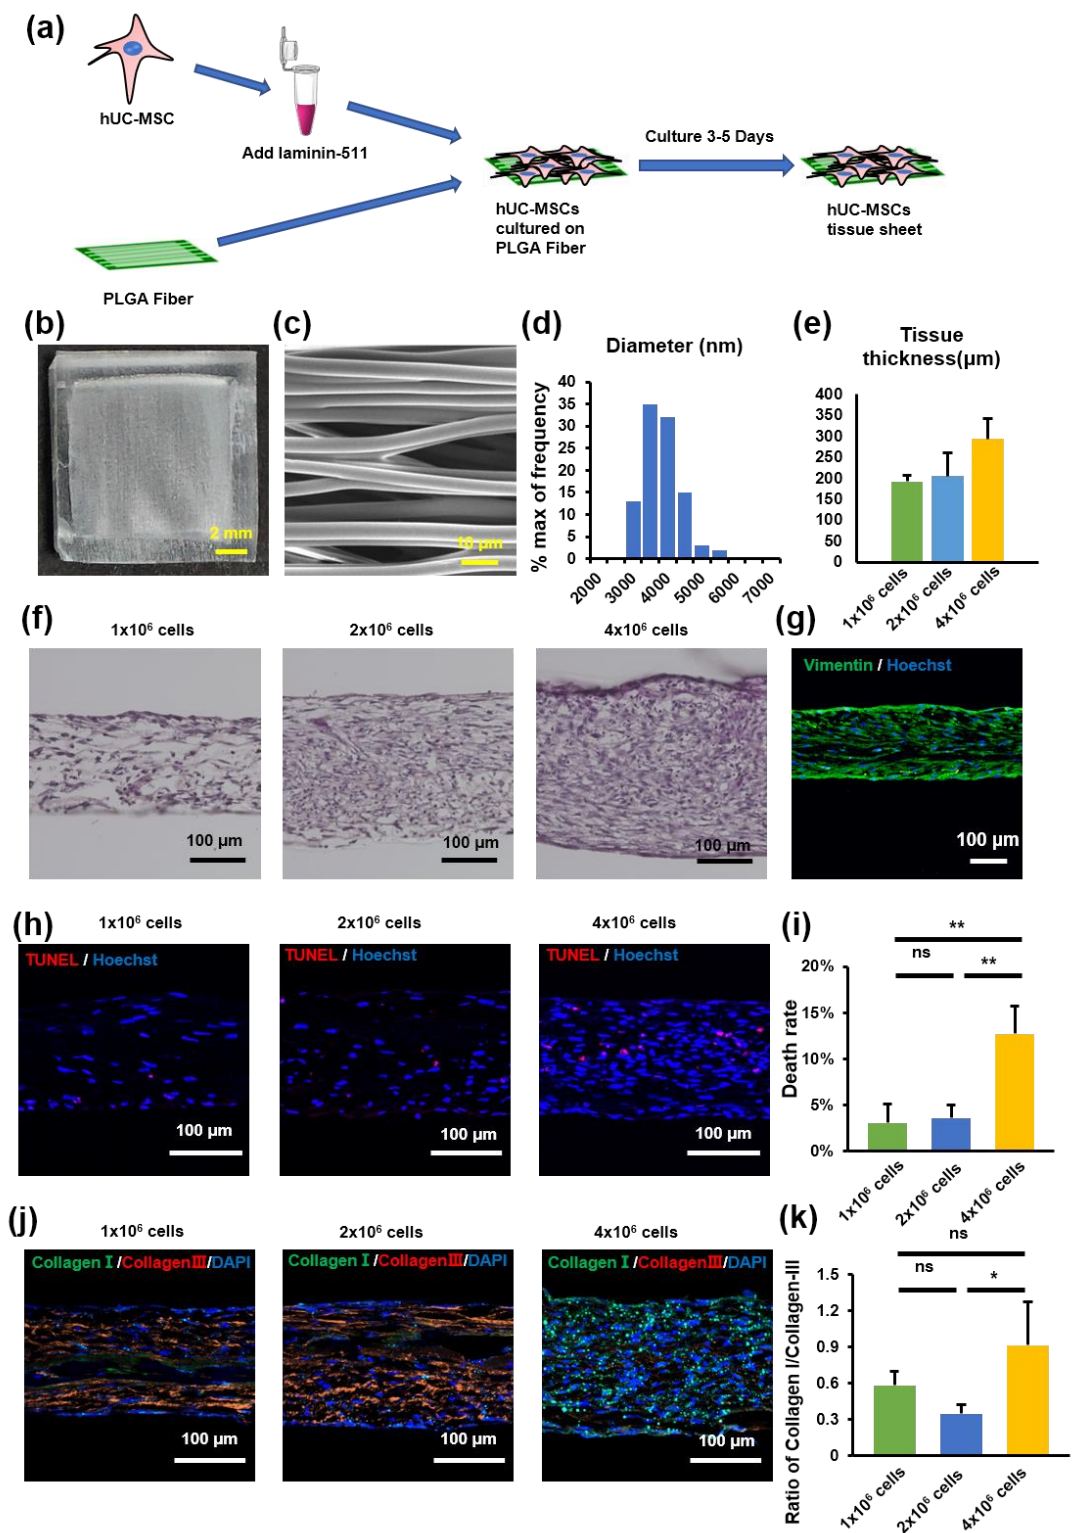 (a)
hUC-MSC
Add laminin-511
PLGA Fiber
hUC-MSCs
cultured on
PLGA Fiber
Culture 3-5 Days
hUC-MSCs
tissue sheet
(b)
2 mm
(c)
10 µm
(d)
Diameter (nm)
% max of frequency
40
35
30
25
20
15
10
5
0
2000
3000
4000
5000
6000
7000
(e)
Tissue
thickness(µm)
400
350
300
250
200
150
100
50
0
1x10⁶ cells
2x10⁶ cells
4x10⁶ cells
(f)
1x10⁶ cells
2x10⁶ cells
4x10⁶ cells
100 µm
100 µm
100 µm
(g)
Vimentin / Hoechst
100 µm
(h)
1x10⁶ cells
2x10⁶ cells
4x10⁶ cells
TUNEL / Hoechst
TUNEL / Hoechst
TUNEL / Hoechst
100 µm
100 µm
100 µm
(i)
**
ns
**
Death rate
20%
15%
10%
5%
0%
1x10⁶ cells
2x10⁶ cells
4x10⁶ cells
(j)
1x10⁶ cells
2x10⁶ cells
4x10⁶ cells
Collagen Ⅰ/CollagenⅢ/DAPI
Collagen Ⅰ/CollagenⅢ/DAPI
Collagen Ⅰ/CollagenⅢ/DAPI
100 µm
100 µm
100 µm
(k)
ns
ns
*
Ratio of Collagen I/Collagen-III
1.5
1.2
0.9
0.6
0.3
0
1x10⁶ cells
2x10⁶ cells
4x10⁶ cells